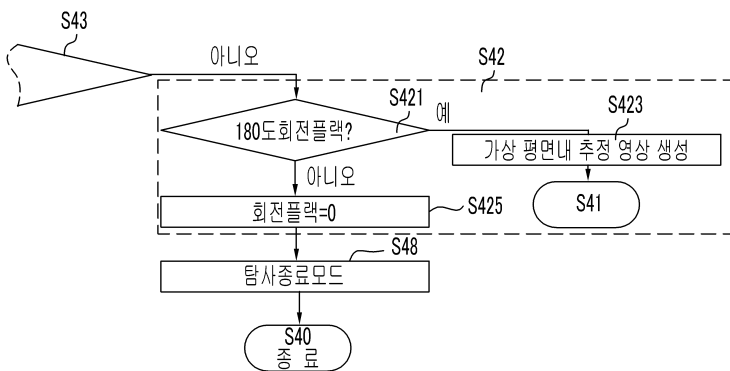 S43
아니오
S42
S421
예
S423
180도회전플랙?
가상 평면내 추정 영상 생성
아니오
S41
회전플랙=0
S425
S48
탐사종료모드
S40
종 료